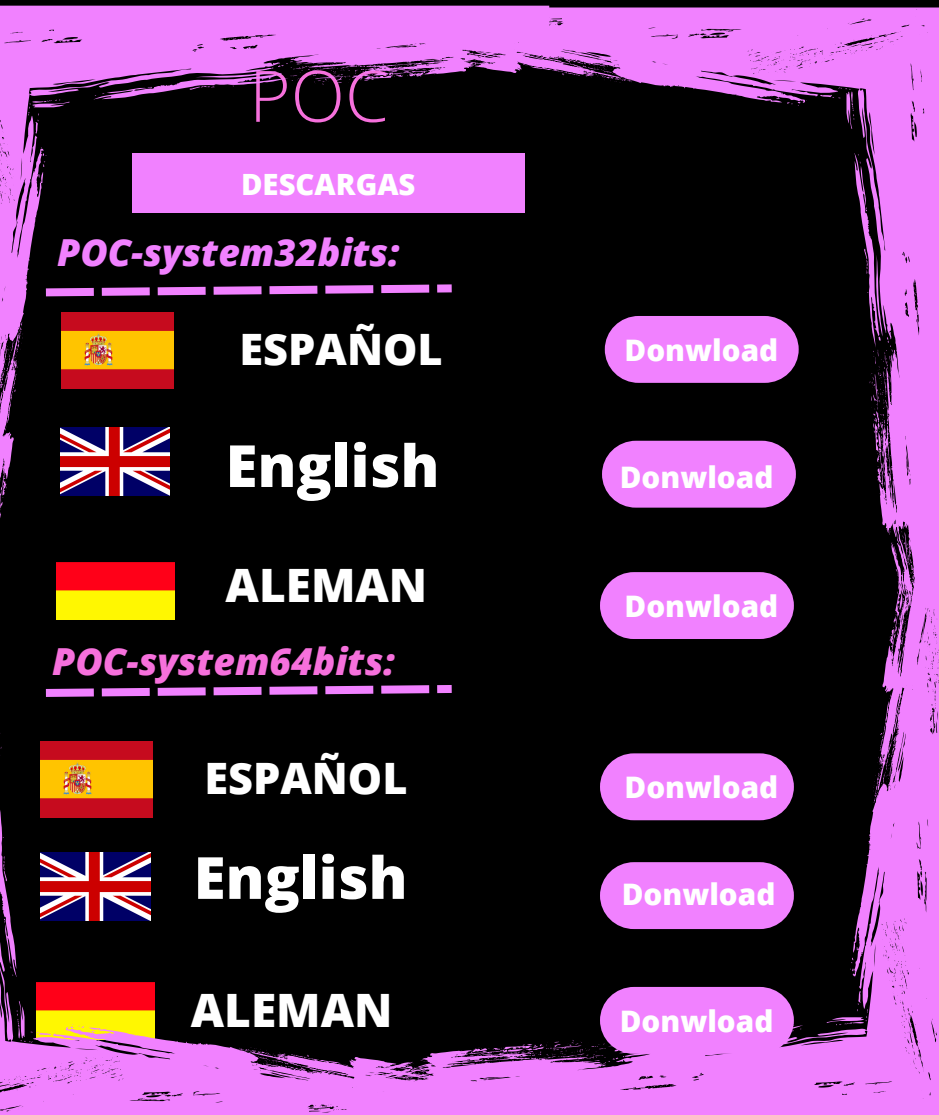 POC
DESCARGAS
POC-system32bits:
ESPAÑOL Donwload
English Donwload
ALEMAN Donwload
POC-system64bits:
ESPAÑOL Donwload
English Donwload
ALEMAN Donwload